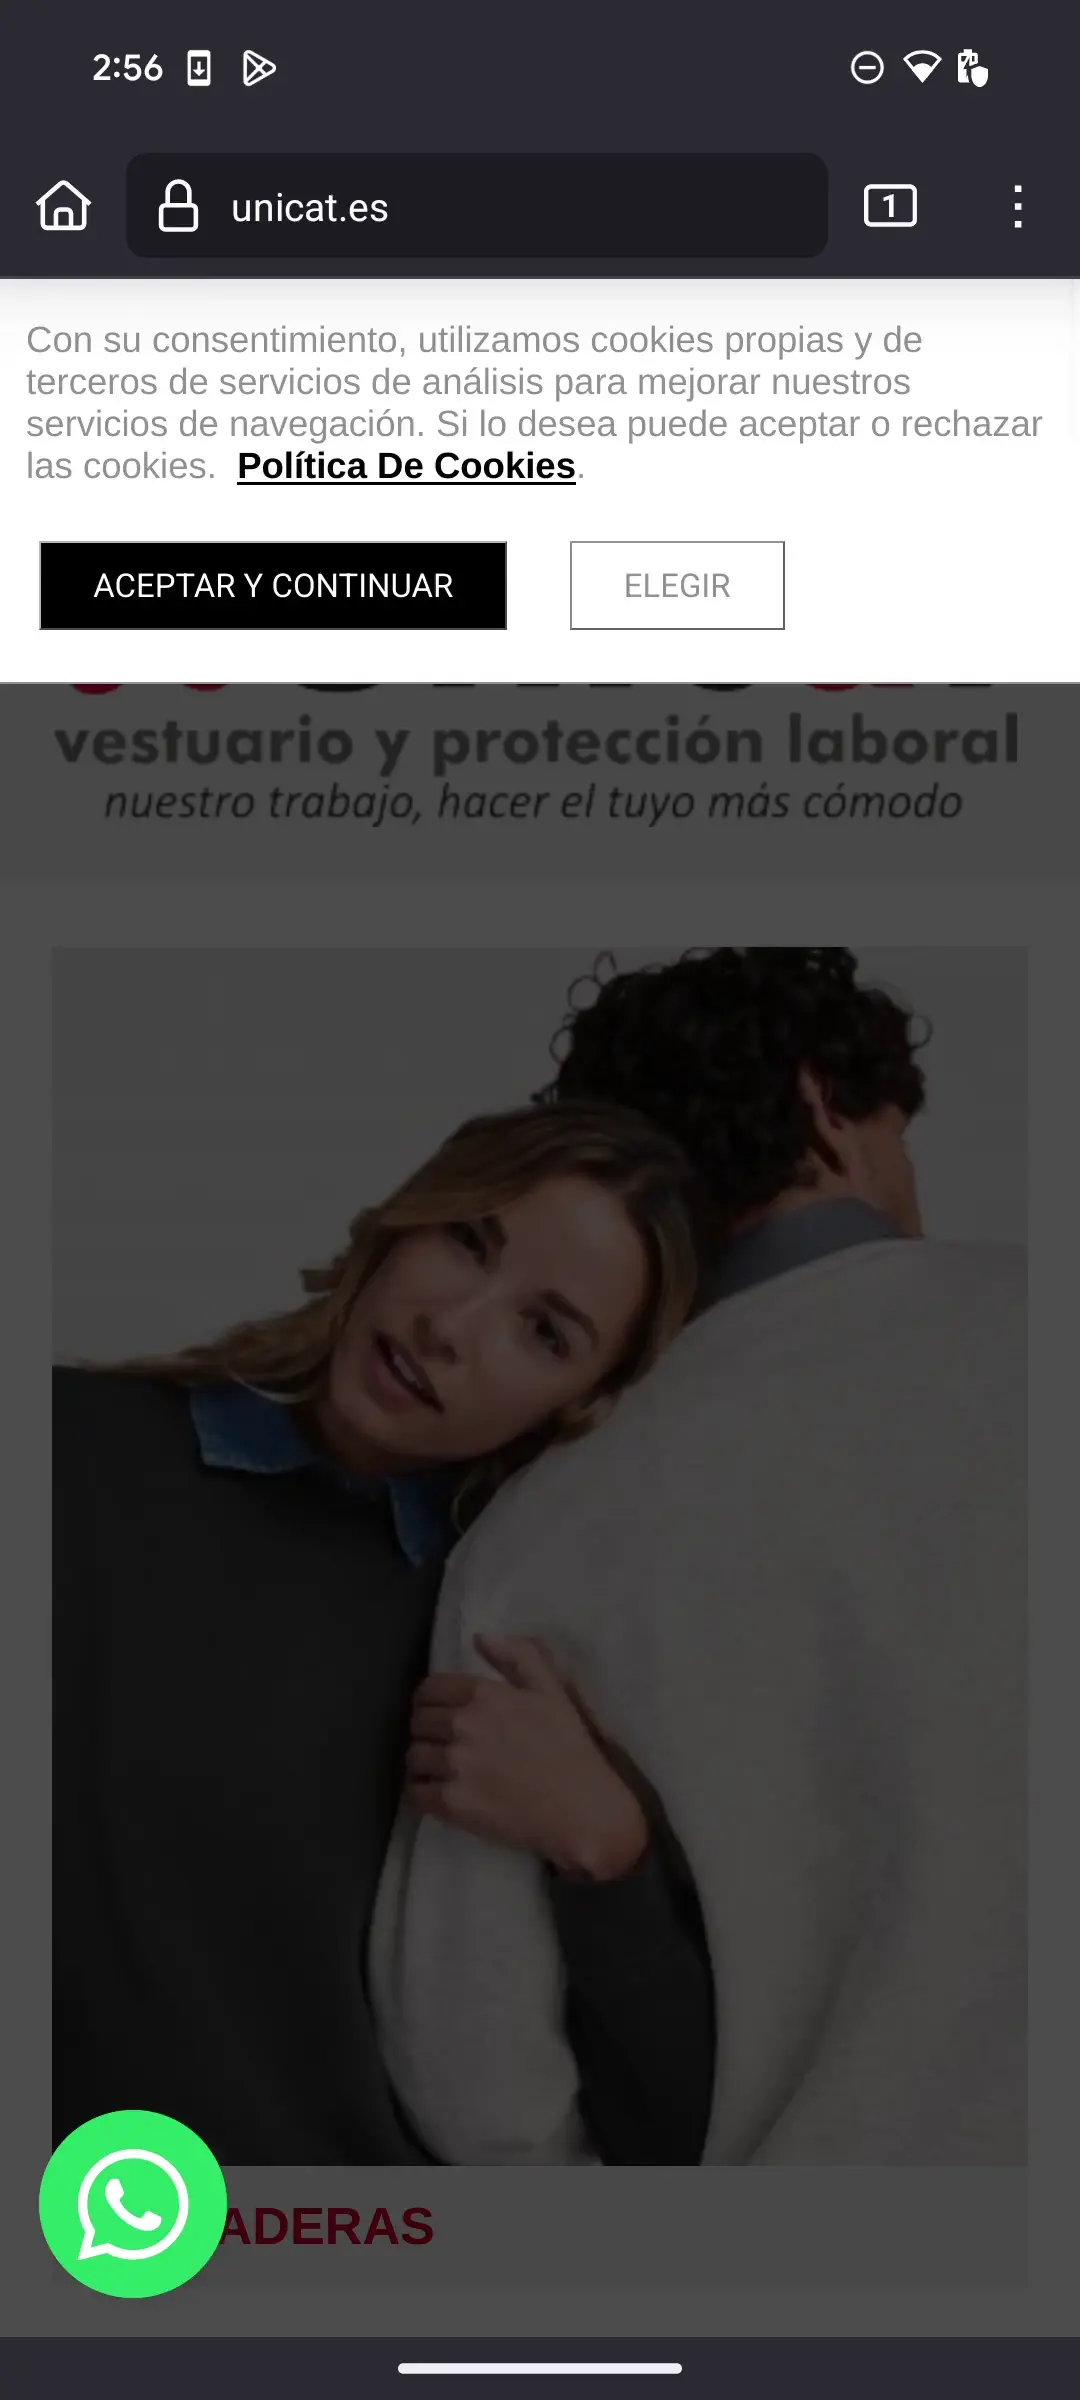 2:56
unicat.es
1
Con su consentimiento, utilizamos cookies propias y de
terceros de servicios de análisis para mejorar nuestros
servicios de navegación. Si lo desea puede aceptar o rechazar
las cookies. Política De Cookies.
ACEPTAR Y CONTINUAR
ELEGIR
vestuario y protección laboral
nuestro trabajo, hacer el tuyo más cómodo